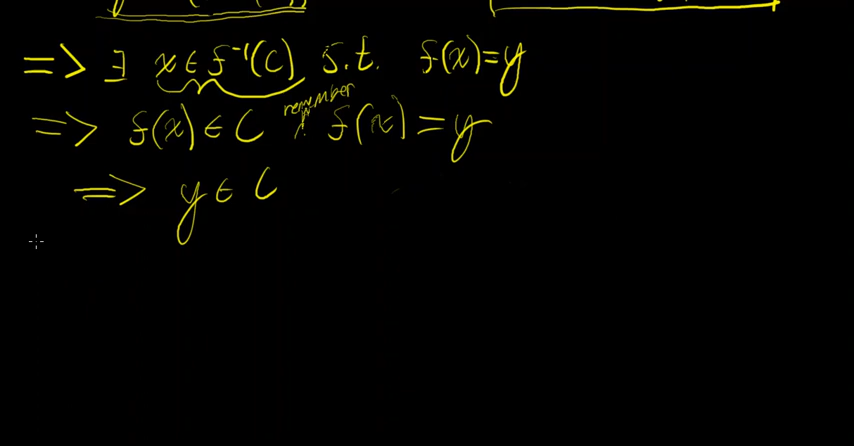 => ∃ x ∈ f⁻¹(C) s.t. f(x)=y
remember
=> f(x) ∈ C ∧ f(x) = y
=> y ∈ C